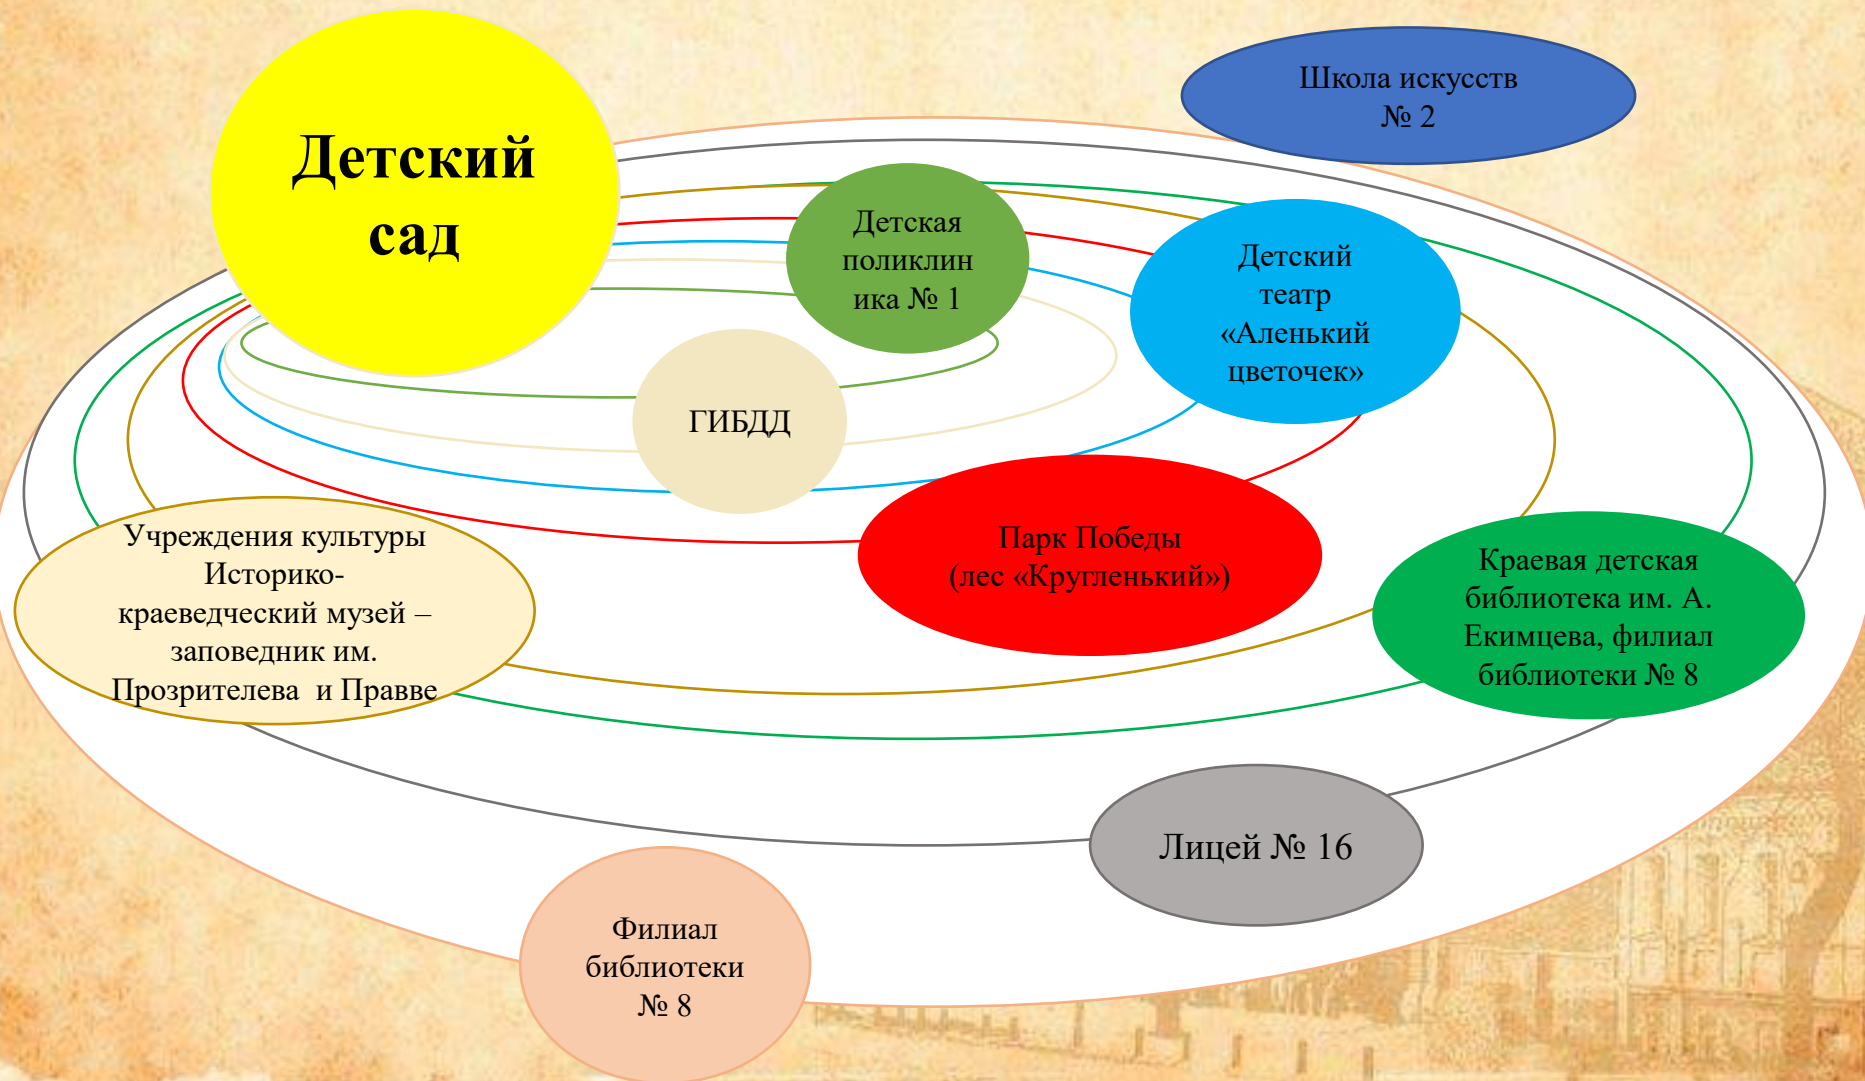 Детский
сад
Школа искусств
№ 2
Детская
поликлин
ика № 1
Детский
театр
«Аленький
цветочек»
ГИБДД
Парк Победы
(лес «Кругленький»)
Учреждения культуры
Историко-
краеведческий музей –
заповедник им.
Прозрителева и Правве
Краевая детская
библиотека им. А.
Екимцева, филиал
библиотеки № 8
Лицей № 16
Филиал
библиотеки
№ 8